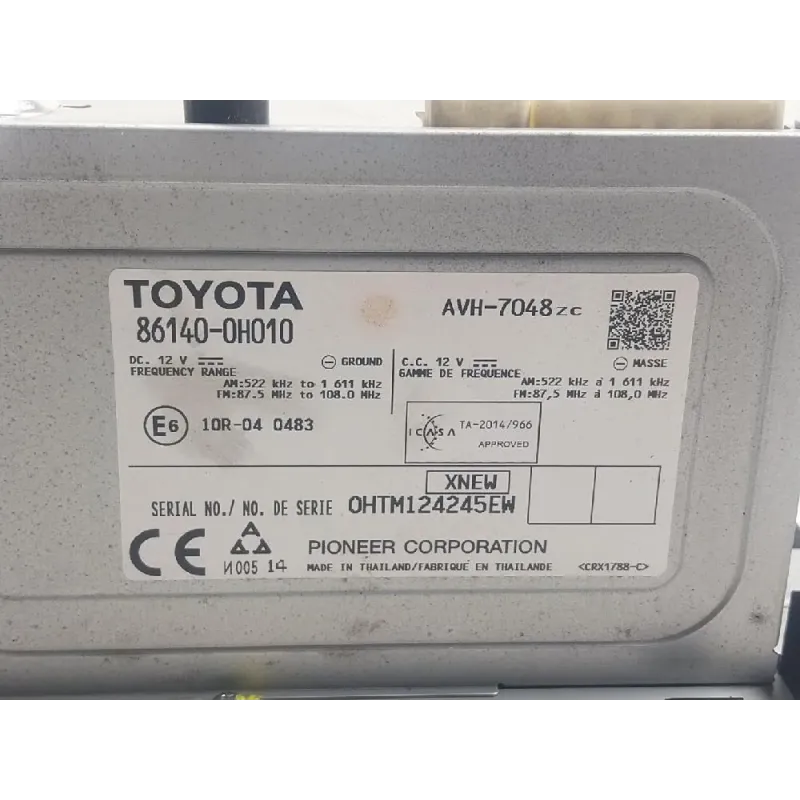 TOYOTA
86140-0H010
AVH-7048zc
DC. 12 V ⎓ ⊖ GROUND
FREQUENCY RANGE
AM:522 kHz to 1 611 kHz
FM:87.5 MHz to 108.0 MHz
C.C. 12 V ⎓ ⊖ MASSE
GAMME DE FREQUENCE
AM:522 kHz à 1 611 kHz
FM:87,5 MHz à 108,0 MHz
E6 10R-04 0483
ICASA TA-2014/966
APPROVED
XNEW
SERIAL NO./ NO. DE SERIE 0HTM124245EW
CE
И005 14
PIONEER CORPORATION
MADE IN THAILAND/FABRIQUÉ EN THAILANDE
<CRX1788-C>